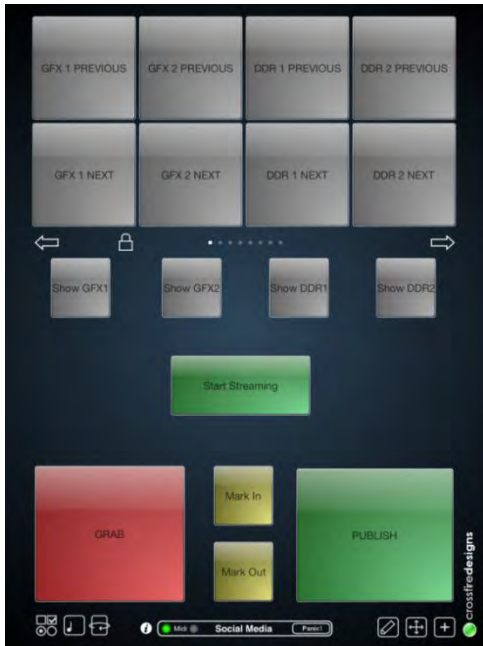 GFX 1 PREVIOUS
GFX 2 PREVIOUS
DDR 1 PREVIOUS
DDR 2 PREVIOUS
GFX 1 NEXT
GFX 2 NEXT
DDR 1 NEXT
DDR 2 NEXT
Show GFX1
Show GFX2
Show DDR1
Show DDR2
Start Streaming
GRAB
Mark In
Mark Out
PUBLISH
crossfiredesigns
i
Midi
Social Media
Panic!